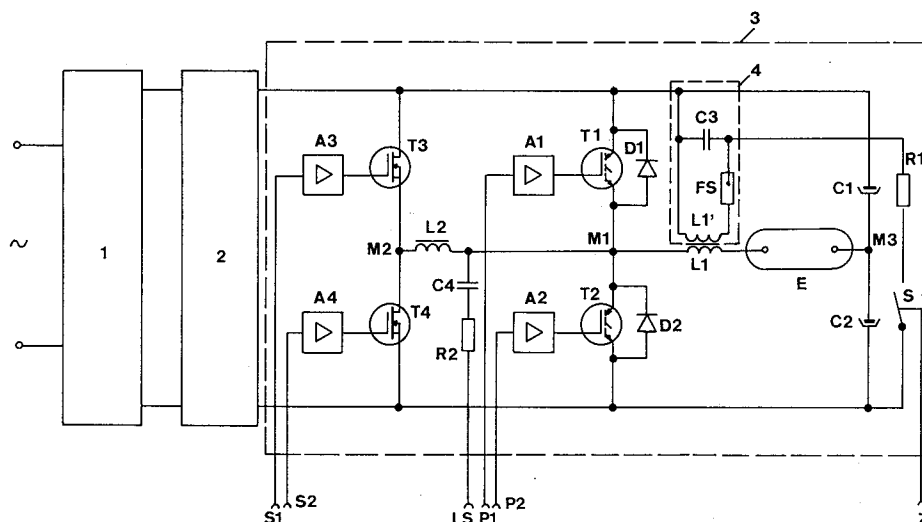 3
4
C3
A3
T3
A1
T1
D1
FS
R1
C1
L1'
~
1
2
L2
M2
M1
L1
M3
E
C4
A4
T4
A2
T2
D2
R2
C2
S
S1
S2
LS
P1
P2